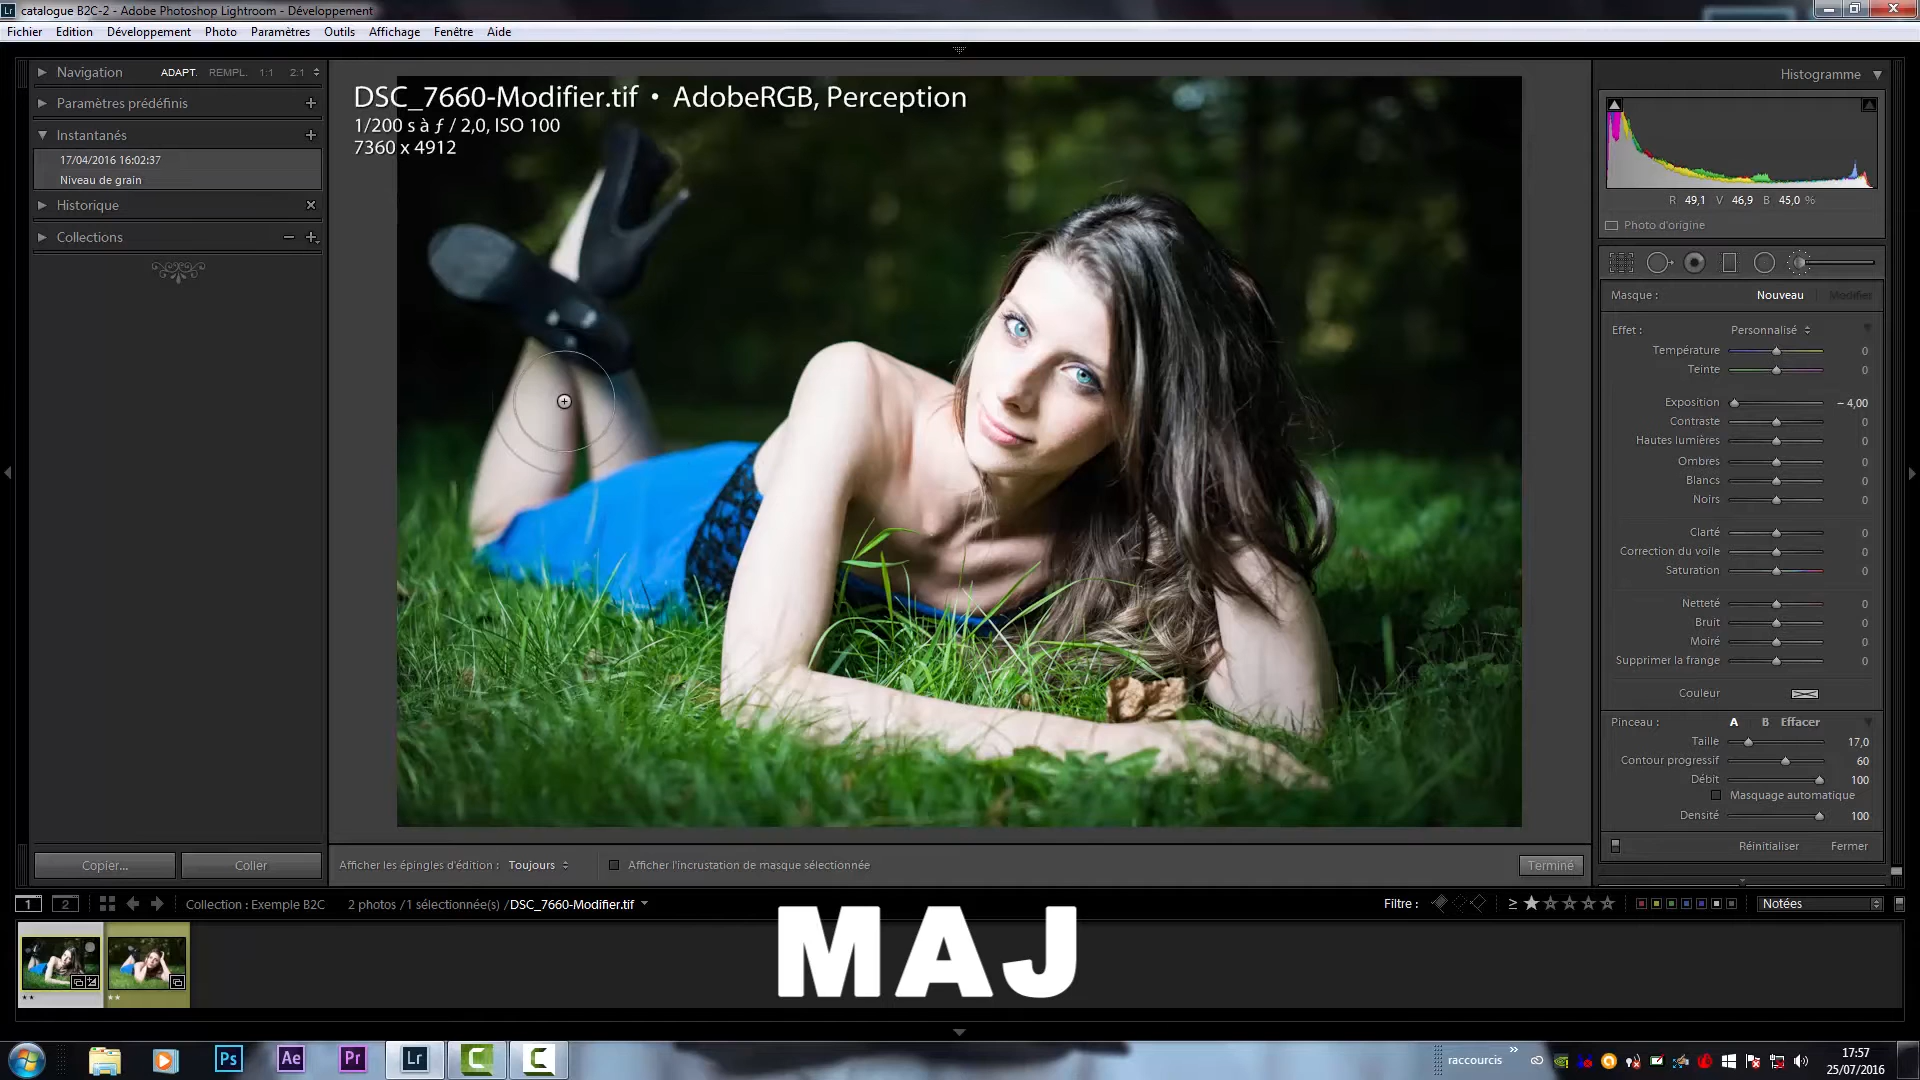 Lr catalogue B2C-2 - Adobe Photoshop Lightroom - Développement
Fichier Edition Développement Photo Paramètres Outils Affichage Fenêtre Aide
Navigation ADAPT. REMPL. 1:1 2:1
Paramètres prédéfinis
Instantanés
17/04/2016 16:02:37
Niveau de grain
Historique
Collections
DSC_7660-Modifier.tif • AdobeRGB, Perception
1/200 s à ƒ / 2,0, ISO 100
7360 x 4912
Histogramme
R 49,1 V 46,9 B 45,0 %
Photo d'origine
Masque : Nouveau Modifier
Effet : Personnalisé
Température 0
Teinte 0
Exposition – 4,00
Contraste 0
Hautes lumières 0
Ombres 0
Blancs 0
Noirs 0
Clarté 0
Correction du voile 0
Saturation 0
Netteté 0
Bruit 0
Moiré 0
Supprimer la frange 0
Couleur
Pinceau : A B Effacer
Taille 17,0
Contour progressif 60
Débit 100
Masquage automatique
Densité 100
Réinitialiser Fermer
Copier... Coller
Afficher les épingles d'édition : Toujours Afficher l'incrustation de masque sélectionnée Terminé
1 2 Collection : Exemple B2C 2 photos /1 sélectionnée(s) /DSC_7660-Modifier.tif Filtre : ≥ Notées
MAJ
Ps Ae Pr Lr C C
raccourcis »
17:57
25/07/2016